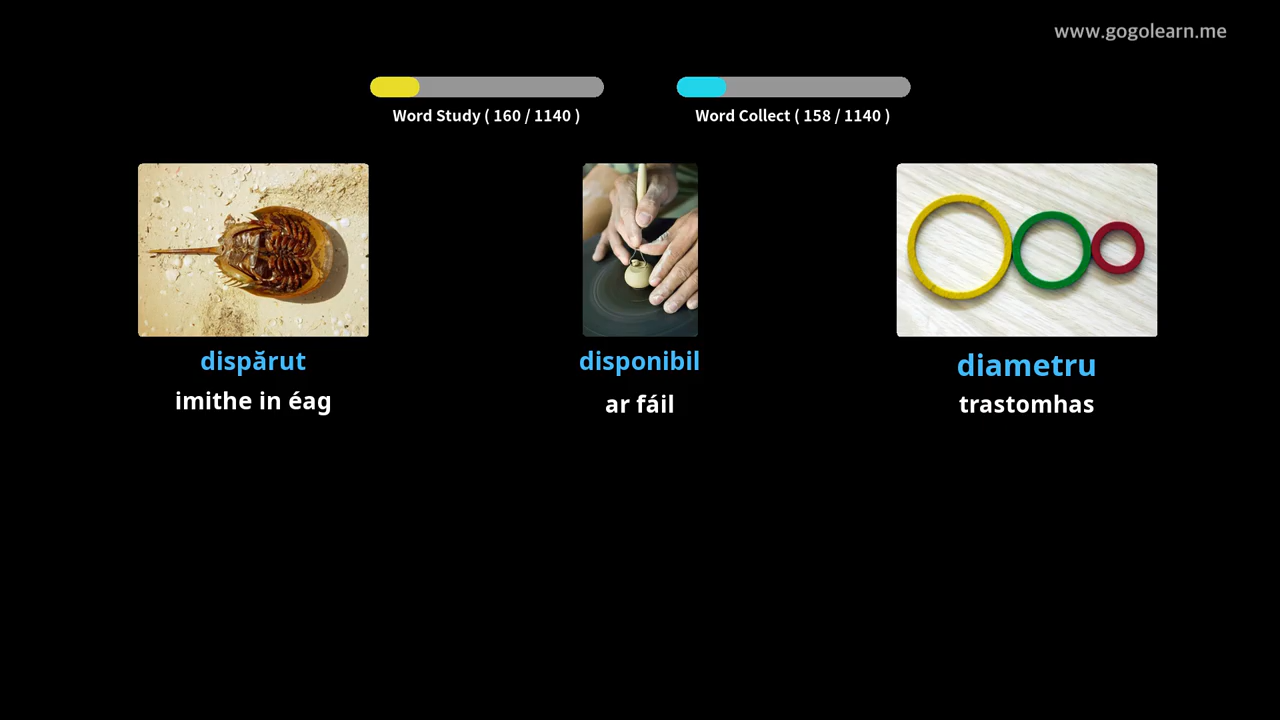 www.gogolearn.me
Word Study ( 160 / 1140 )
Word Collect ( 158 / 1140 )
dispărut
imithe in éag
disponibil
ar fáil
diametru
trastomhas